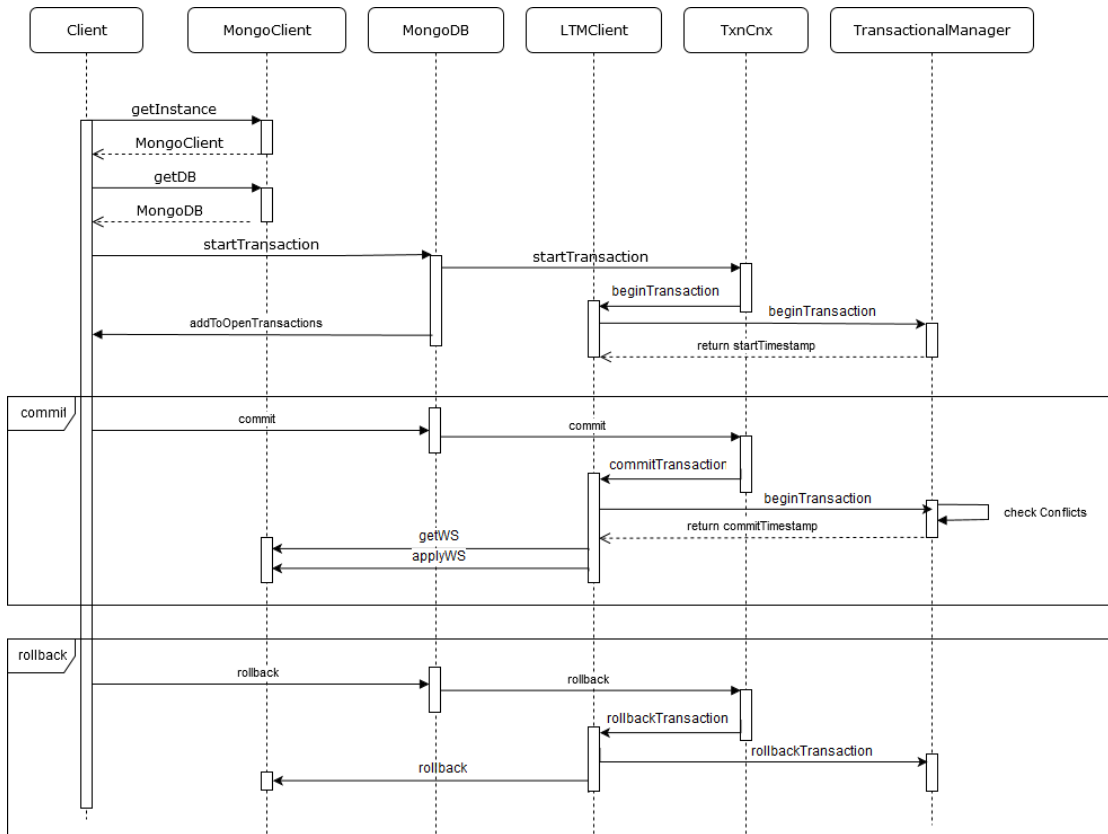 Client
MongoClient
MongoDB
LTMClient
TxnCnx
TransactionalManager
getInstance
MongoClient
getDB
MongoDB
startTransaction
startTransaction
beginTransaction
beginTransaction
addToOpenTransactions
return startTimestamp
commit
commit
commit
commitTransaction
beginTransaction
check Conflicts
return commitTimestamp
getWS
applyWS
rollback
rollback
rollback
rollbackTransaction
rollbackTransaction
rollback